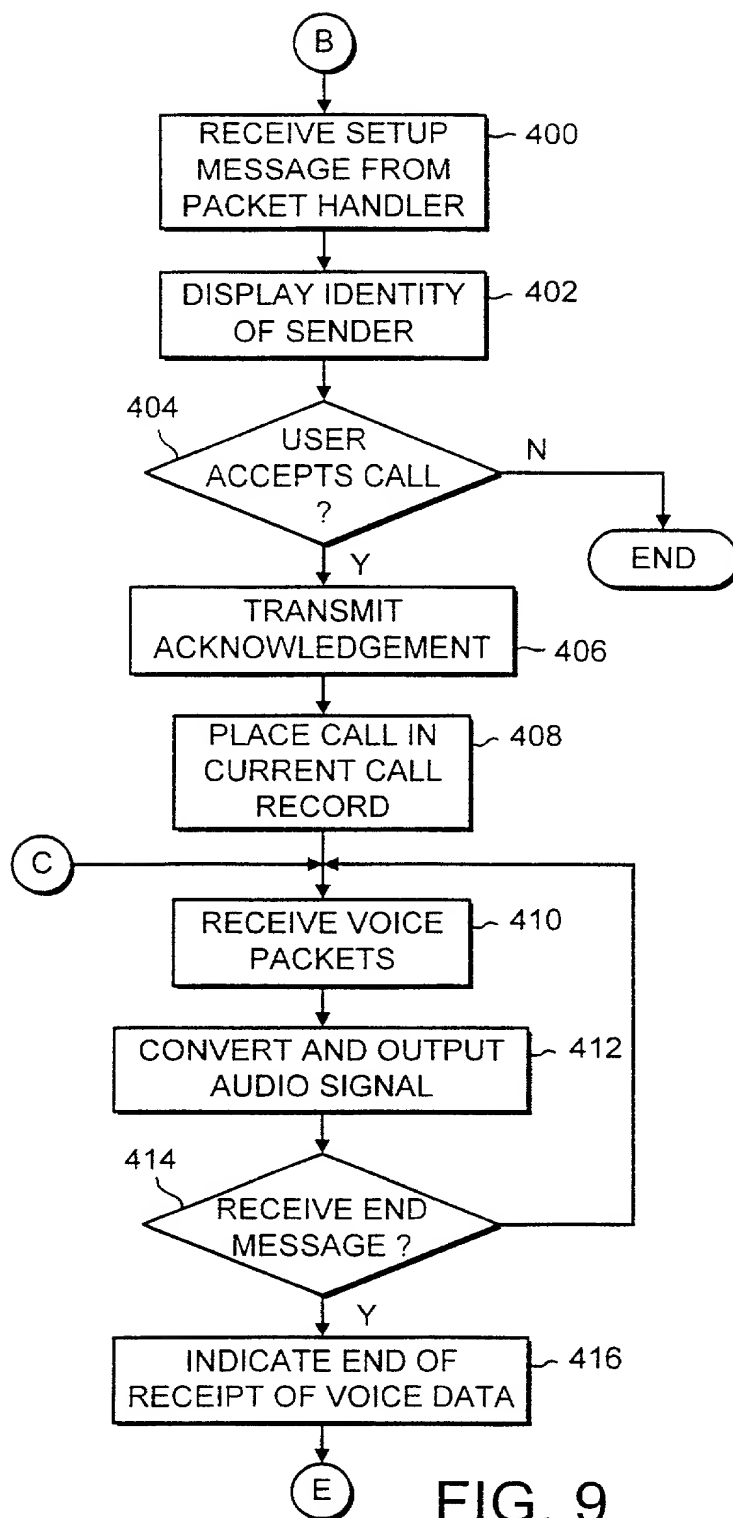 B
RECEIVE SETUP
MESSAGE FROM
PACKET HANDLER
400
DISPLAY IDENTITY
OF SENDER
402
404
USER
ACCEPTS CALL
?
N
END
Y
TRANSMIT
ACKNOWLEDGEMENT
406
PLACE CALL IN
CURRENT CALL
RECORD
408
C
RECEIVE VOICE
PACKETS
410
CONVERT AND OUTPUT
AUDIO SIGNAL
412
414
RECEIVE END
MESSAGE ?
Y
INDICATE END OF
RECEIPT OF VOICE DATA
416
E
FIG. 9